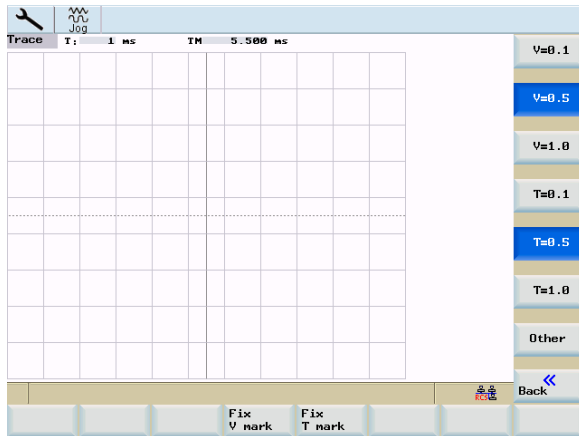 Jog
Trace T: 1 ms TM 5.500 ms
V=0.1
V=0.5
V=1.0
T=0.1
T=0.5
T=1.0
Other
Back
RCS
Fix
V mark
Fix
T mark